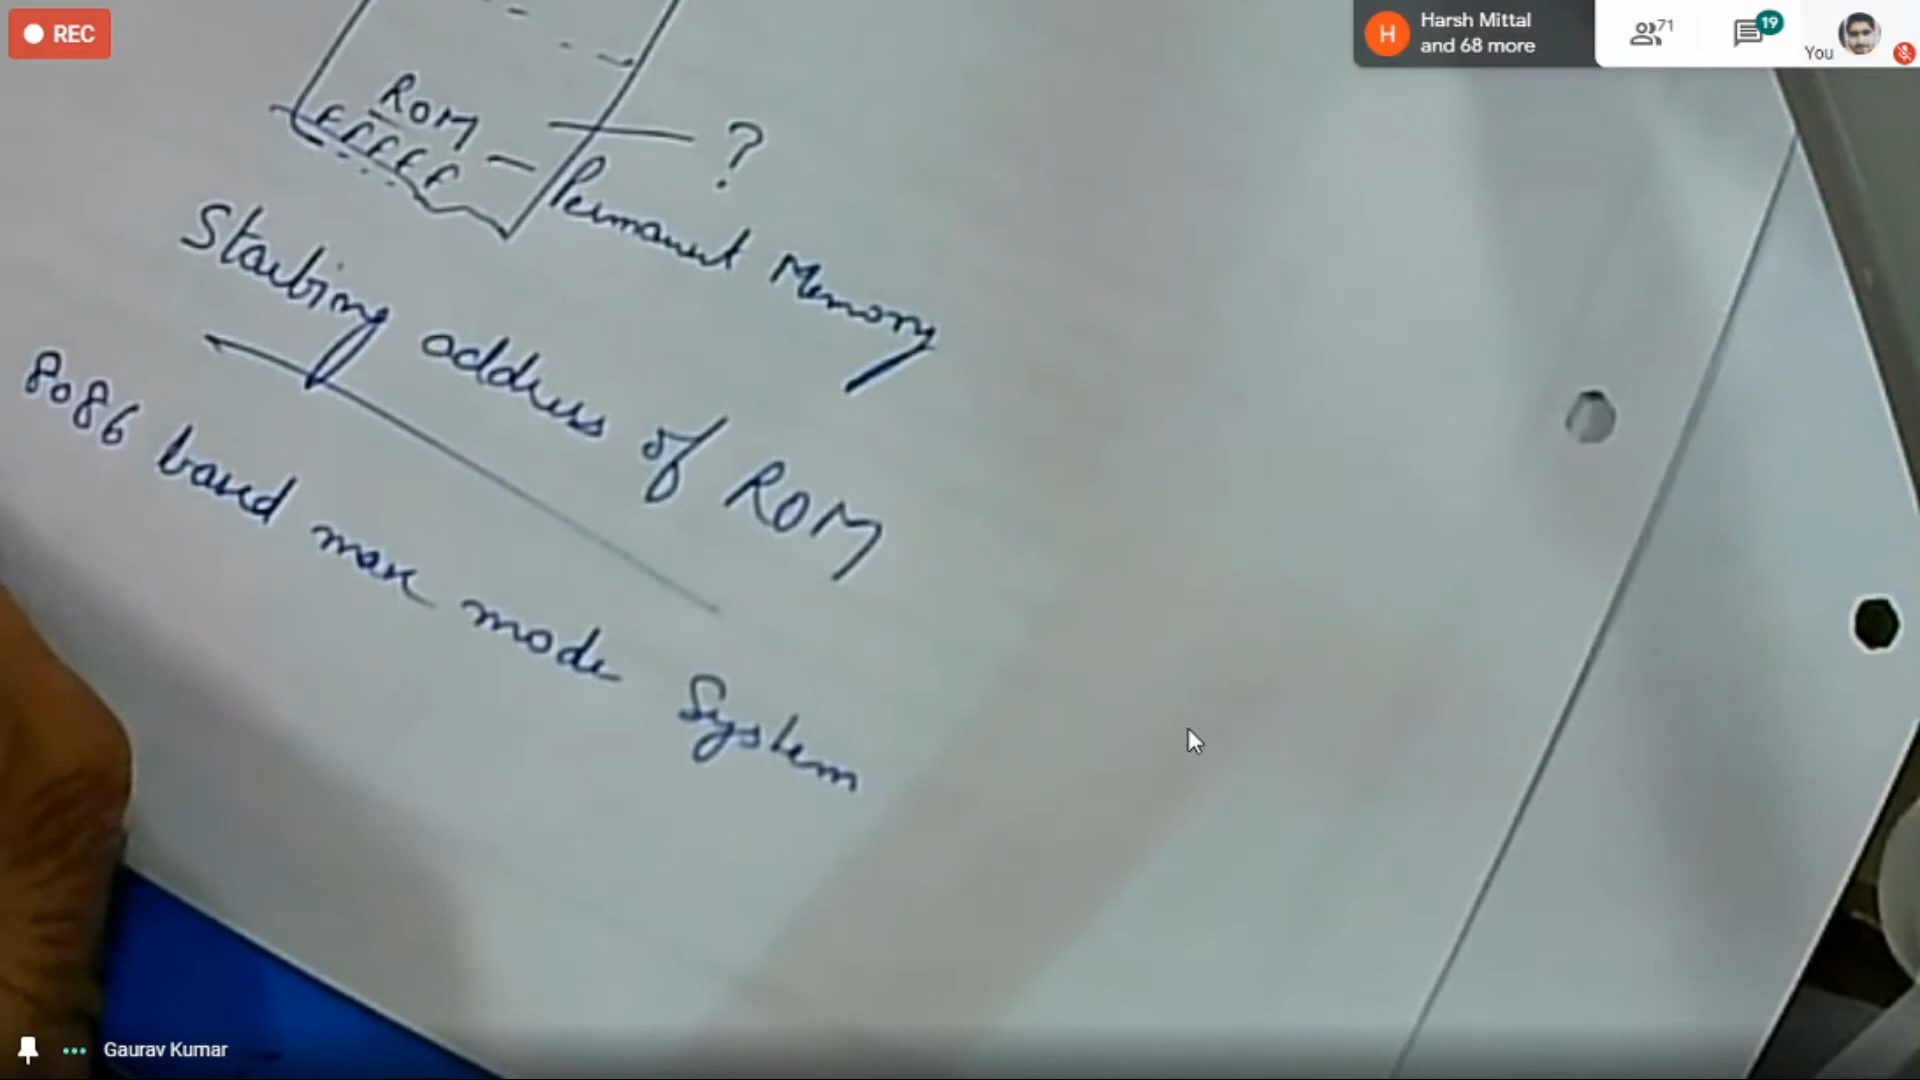 REC
Harsh Mittal
and 68 more
71
19
You
ROM
FFFFF
?
Permanent Memory
Starting address of ROM
8086 based max mode System
Gaurav Kumar